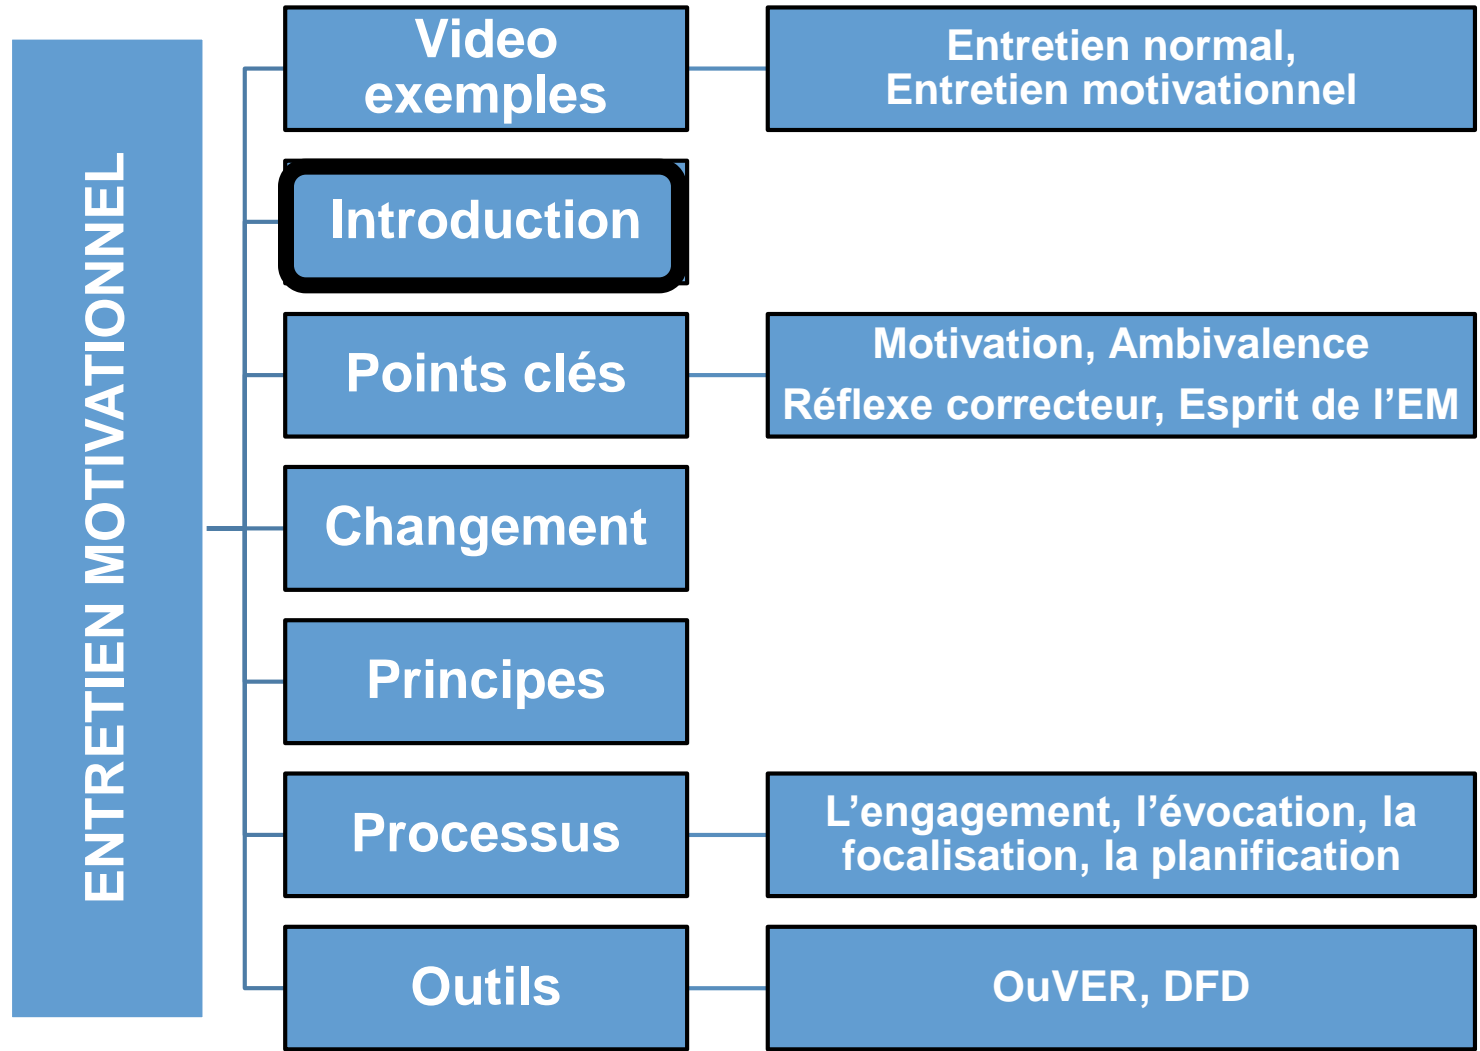 ENTRETIEN MOTIVATIONNEL
Video
exemples
Entretien normal,
Entretien motivationnel
Introduction
Points clés
Motivation, Ambivalence
Réflexe correcteur, Esprit de l’EM
Changement
Principes
Processus
L’engagement, l’évocation, la
focalisation, la planification
Outils
OuVER, DFD